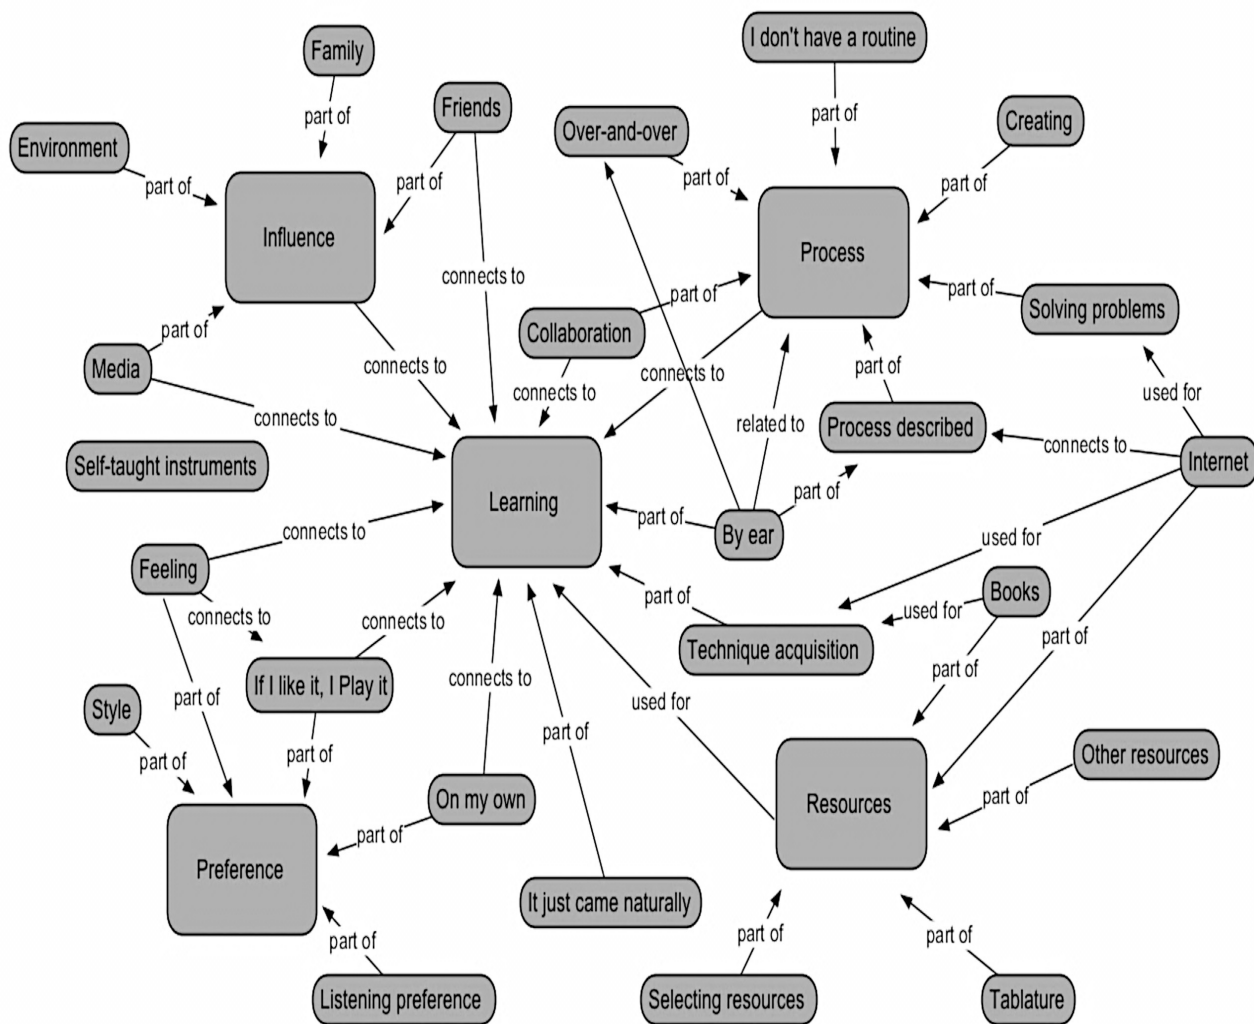 I don't have a routine
Family
Friends
Creating
part of
part of
Over-and-over
Environment
part of
part of
part of
part of
part of
Influence
Process
connects to
part of
part of
Solving problems
part of
Collaboration
connects to
part of
Media
connects to
connects to
used for
connects to
related to
Process described
connects to
Self-taught instruments
Internet
part of
Learning
part of
connects to
By ear
used for
Feeling
part of
Books
connects to
connects to
used for
part of
Technique acquisition
connects to
If I like it, I Play it
part of
part of
used for
Style
part of
part of
part of
Other resources
On my own
part of
Resources
part of
Preference
It just came naturally
part of
part of
part of
Listening preference
Selecting resources
Tablature